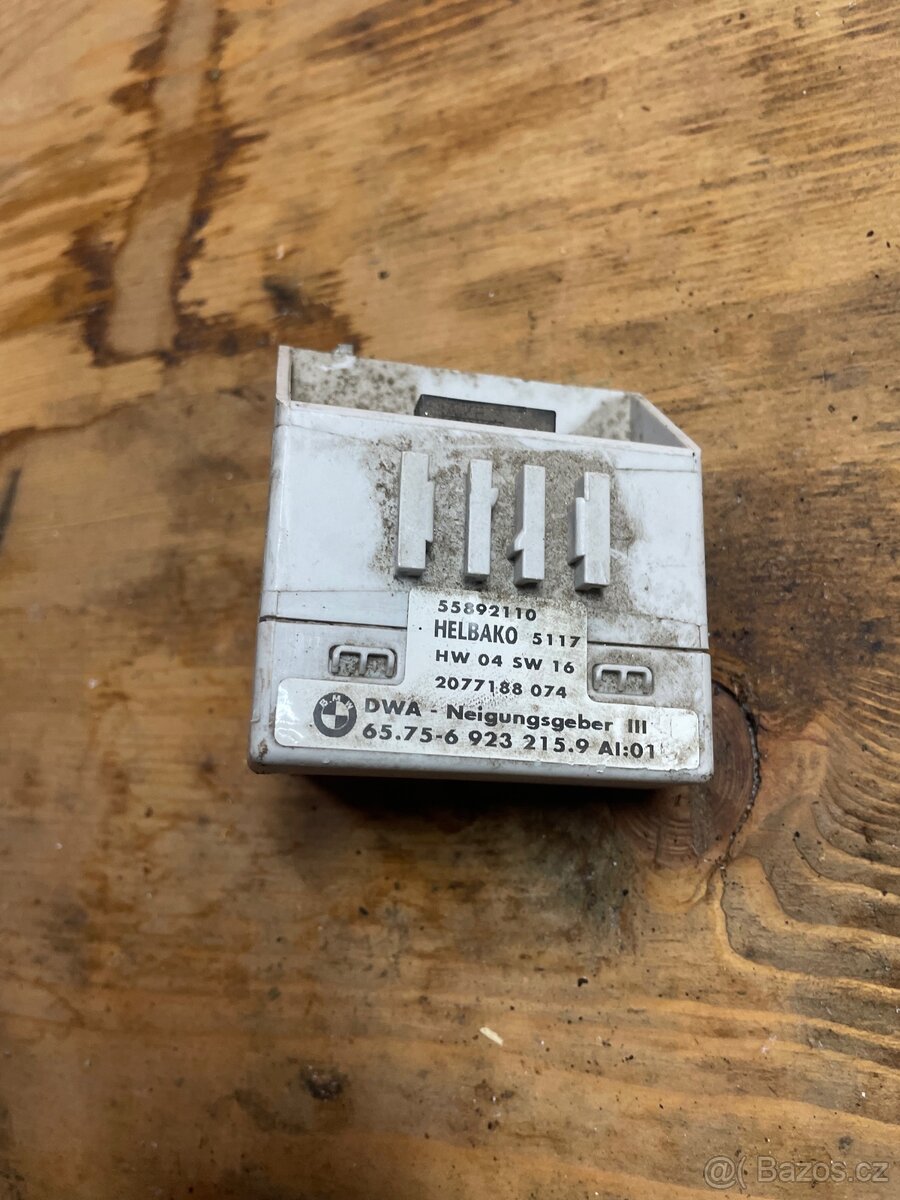 55892110
HELBAKO 5117
HW 04 SW 16
2077188 074
BMW DWA - Neigungsgeber III
65.75-6 923 215.9 AI:01
@( Bazos.cz